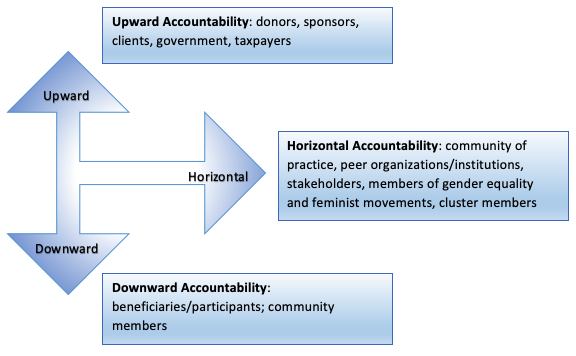 Upward Accountability: donors, sponsors,
clients, government, taxpayers
Upward
Horizontal Accountability: community of
practice, peer organizations/institutions,
stakeholders, members of gender equality
and feminist movements, cluster members
Horizontal
Downward
Downward Accountability:
beneficiaries/participants; community
members